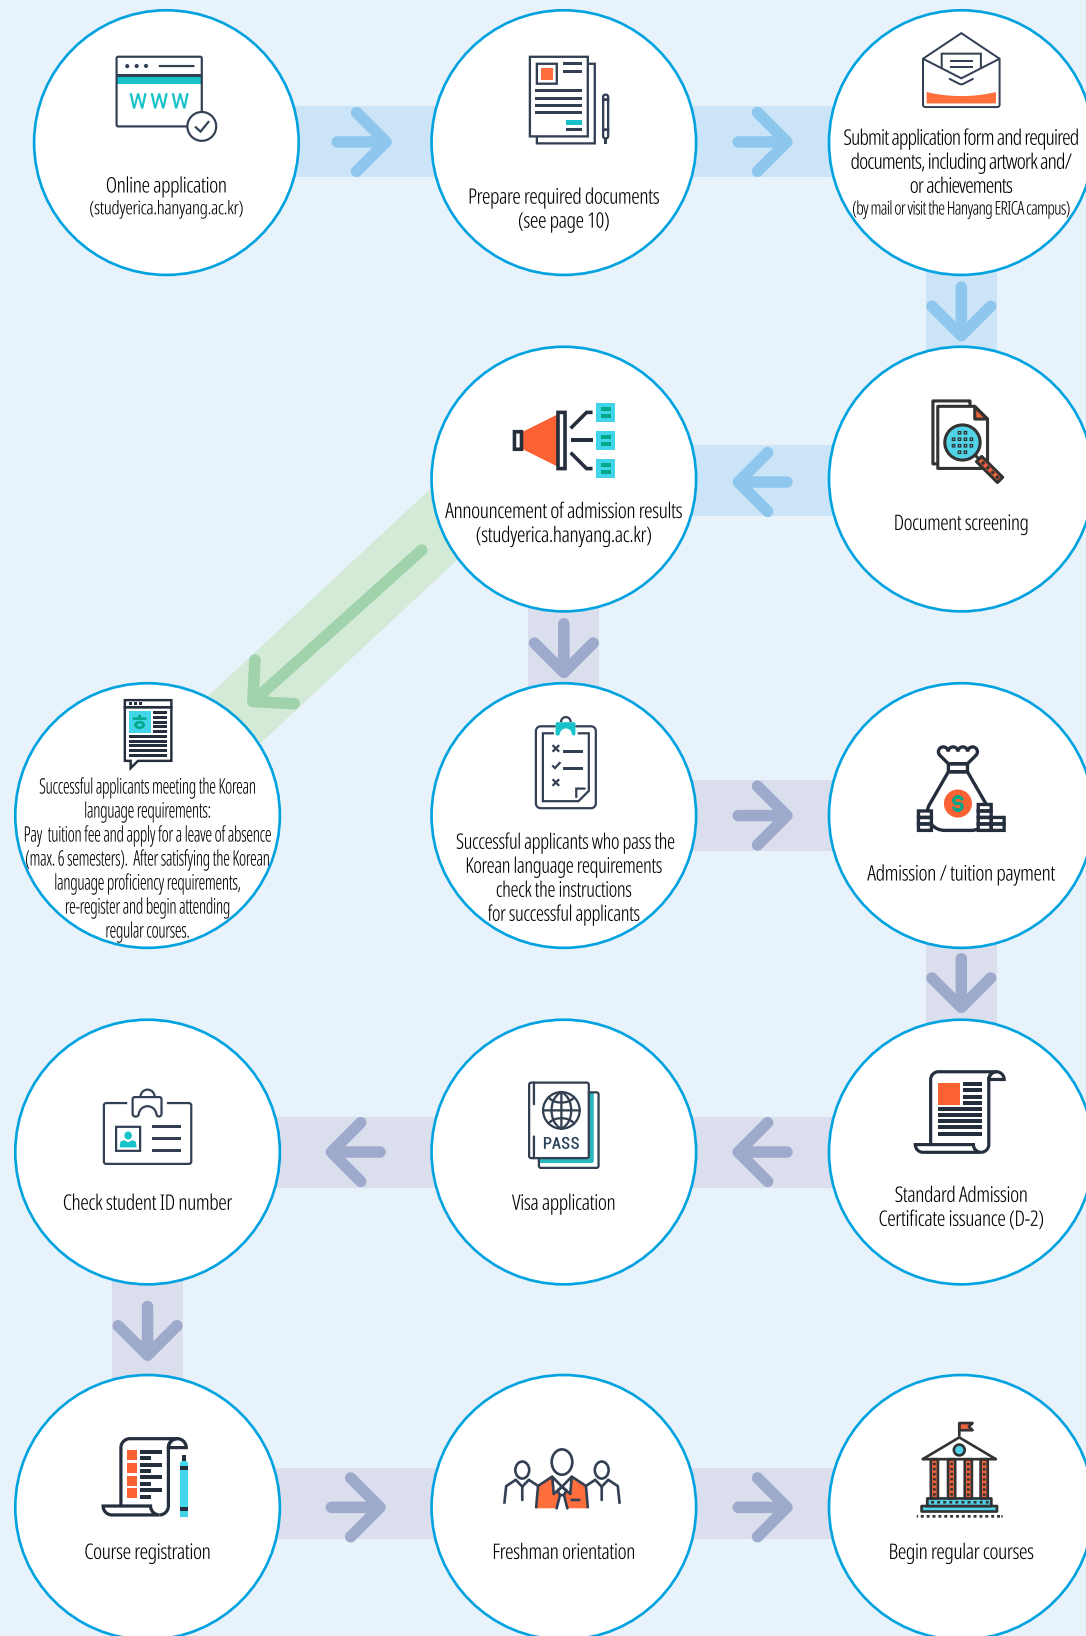 WWW
Online application
(studyerica.hanyang.ac.kr)
Prepare required documents
(see page 10)
Submit application form and required
documents, including artwork and/
or achievements
(by mail or visit the Hanyang ERICA campus)
Announcement of admission results
(studyerica.hanyang.ac.kr)
Document screening
ㅎ
Successful applicants meeting the Korean
language requirements:
Pay tuition fee and apply for a leave of absence
(max. 6 semesters). After satisfying the Korean
language proficiency requirements,
re-register and begin attending
regular courses.
Successful applicants who pass the
Korean language requirements
check the instructions
for successful applicants
$
Admission / tuition payment
Check student ID number
PASS
Visa application
Standard Admission
Certificate issuance (D-2)
Course registration
Freshman orientation
Begin regular courses